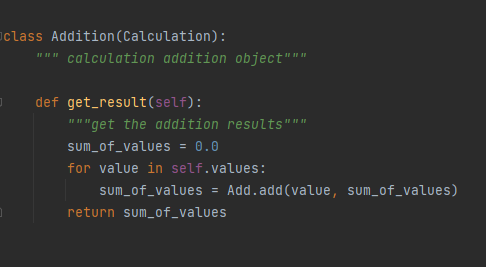 class Addition(Calculation):
    """ calculation addition object"""
    def get_result(self):
        """get the addition results"""
        sum_of_values = 0.0
        for value in self.values:
            sum_of_values = Add.add(value, sum_of_values)
        return sum_of_values